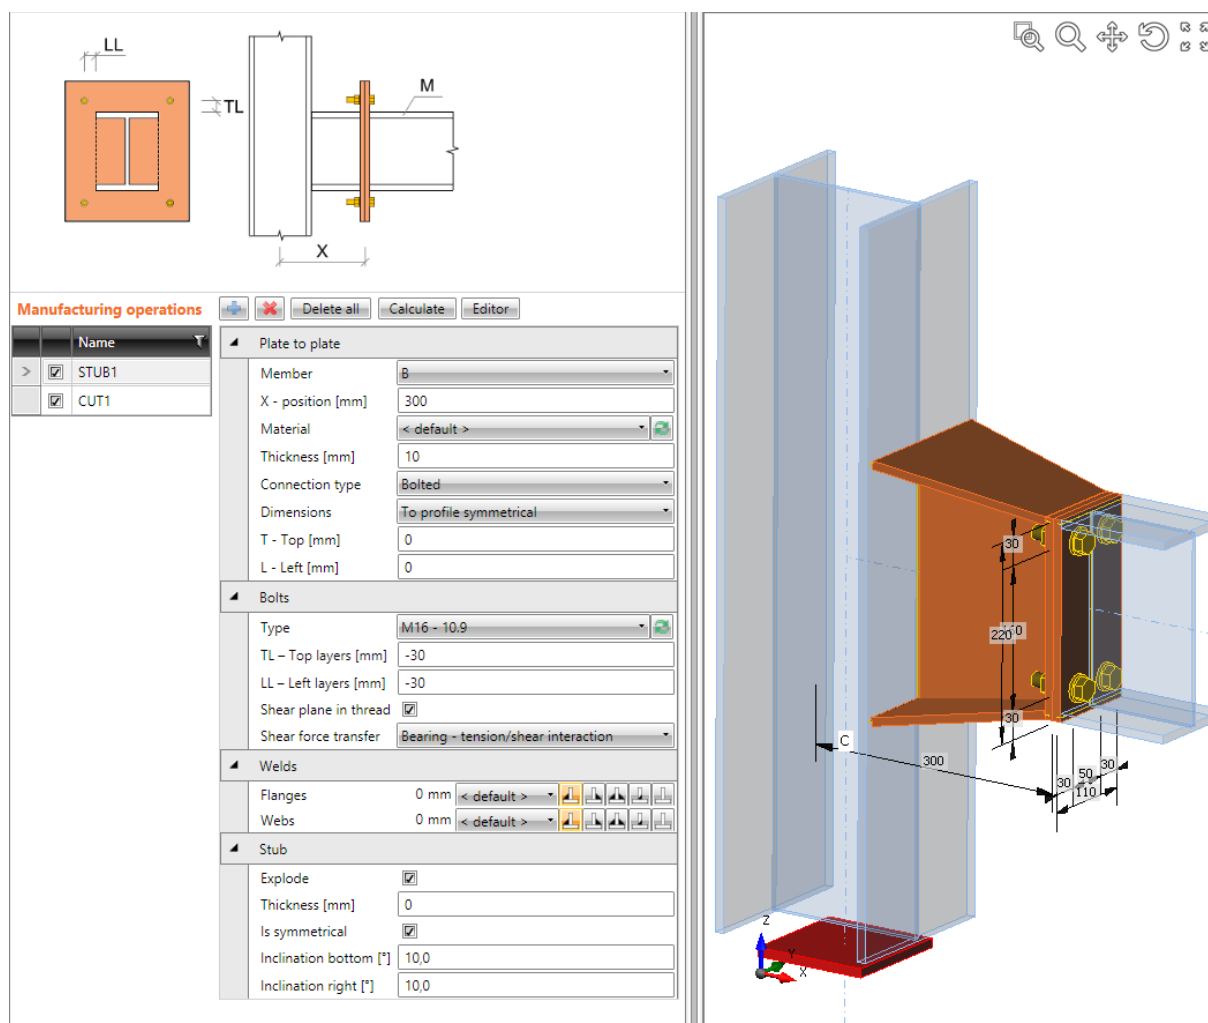 LL
TL
M
X
Manufacturing operations
Delete all
Calculate
Editor
Name
STUB1
CUT1
Plate to plate
Member B
X - position [mm] 300
Material < default >
Thickness [mm] 10
Connection type Bolted
Dimensions To profile symmetrical
T - Top [mm] 0
L - Left [mm] 0
Bolts
Type M16 - 10.9
TL – Top layers [mm] -30
LL – Left layers [mm] -30
Shear plane in thread
Shear force transfer Bearing - tension/shear interaction
Welds
Flanges 0 mm < default >
Webs 0 mm < default >
Stub
Explode
Thickness [mm] 0
Is symmetrical
Inclination bottom [°] 10,0
Inclination right [°] 10,0
30
220
30
C
300
30
50
30
110
Z
Y
X